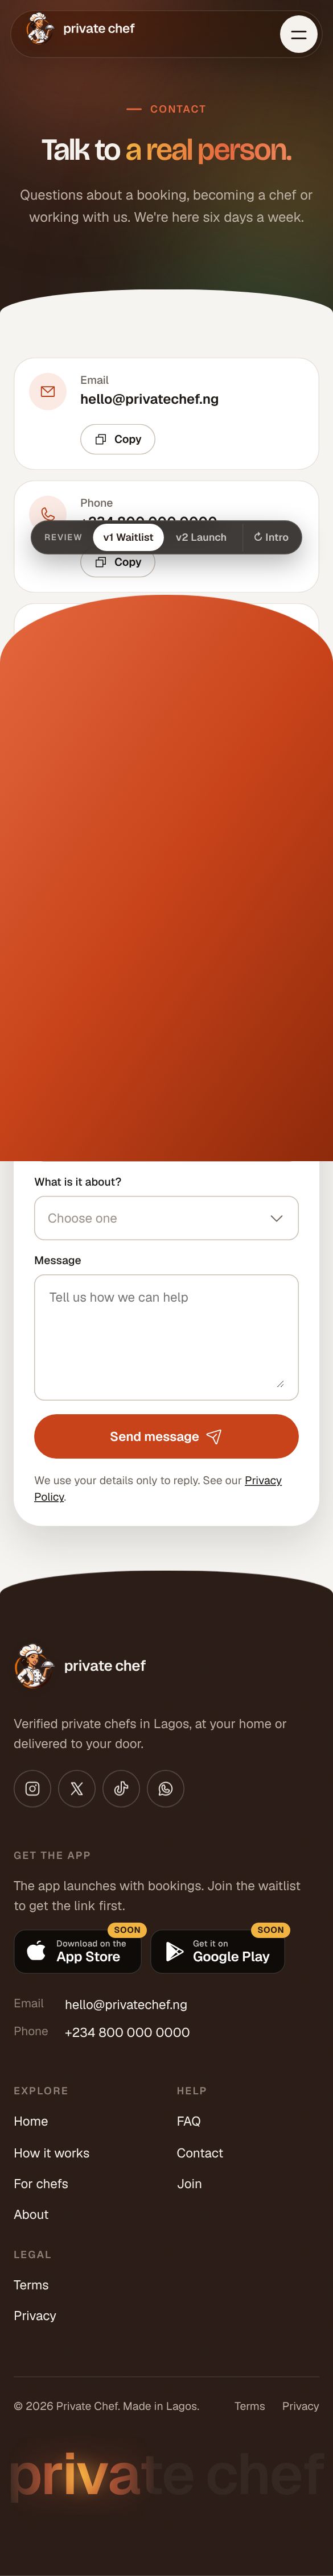 private chef
CONTACT
Talk to a real person.
Questions about a booking, becoming a chef or
working with us. We're here six days a week.
Email
hello@privatechef.ng
Copy
Phone
REVIEW v1 Waitlist v2 Launch ↻ Intro
Copy
What is it about?
Choose one
Message
Tell us how we can help
Send message
We use your details only to reply. See our Privacy
Policy.
private chef
Verified private chefs in Lagos, at your home or
delivered to your door.
GET THE APP
The app launches with bookings. Join the waitlist
to get the link first.
SOON SOON
Download on the
App Store
Get it on
Google Play
Email hello@privatechef.ng
Phone +234 800 000 0000
EXPLORE
Home
How it works
For chefs
About
HELP
FAQ
Contact
Join
LEGAL
Terms
Privacy
© 2026 Private Chef. Made in Lagos. Terms Privacy
private chef